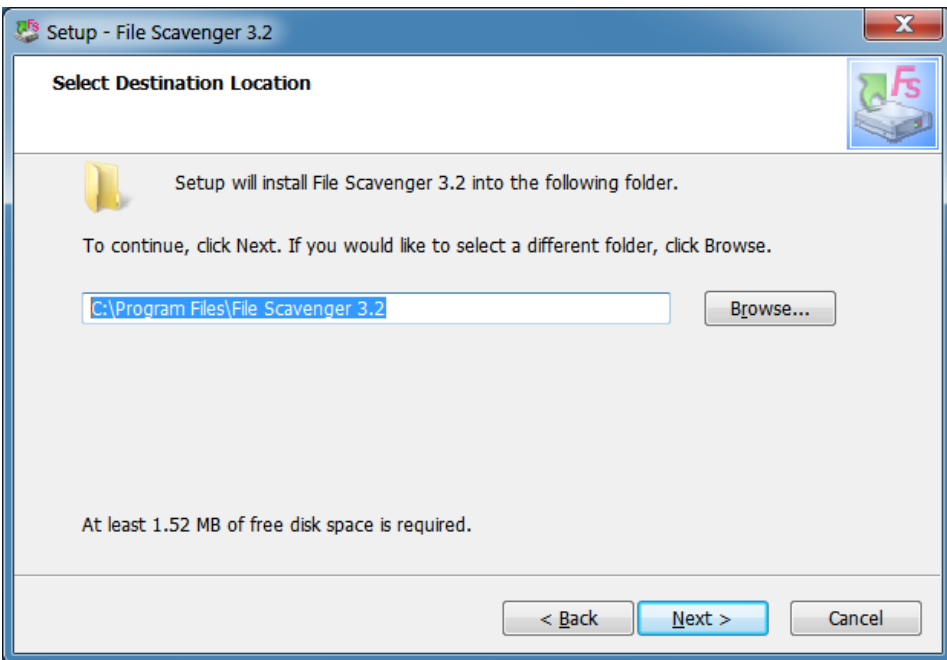 Setup - File Scavenger 3.2
Select Destination Location
Fs
Setup will install File Scavenger 3.2 into the following folder.
To continue, click Next. If you would like to select a different folder, click Browse.
C:\Program Files\File Scavenger 3.2
Browse...
At least 1.52 MB of free disk space is required.
< Back
Next >
Cancel